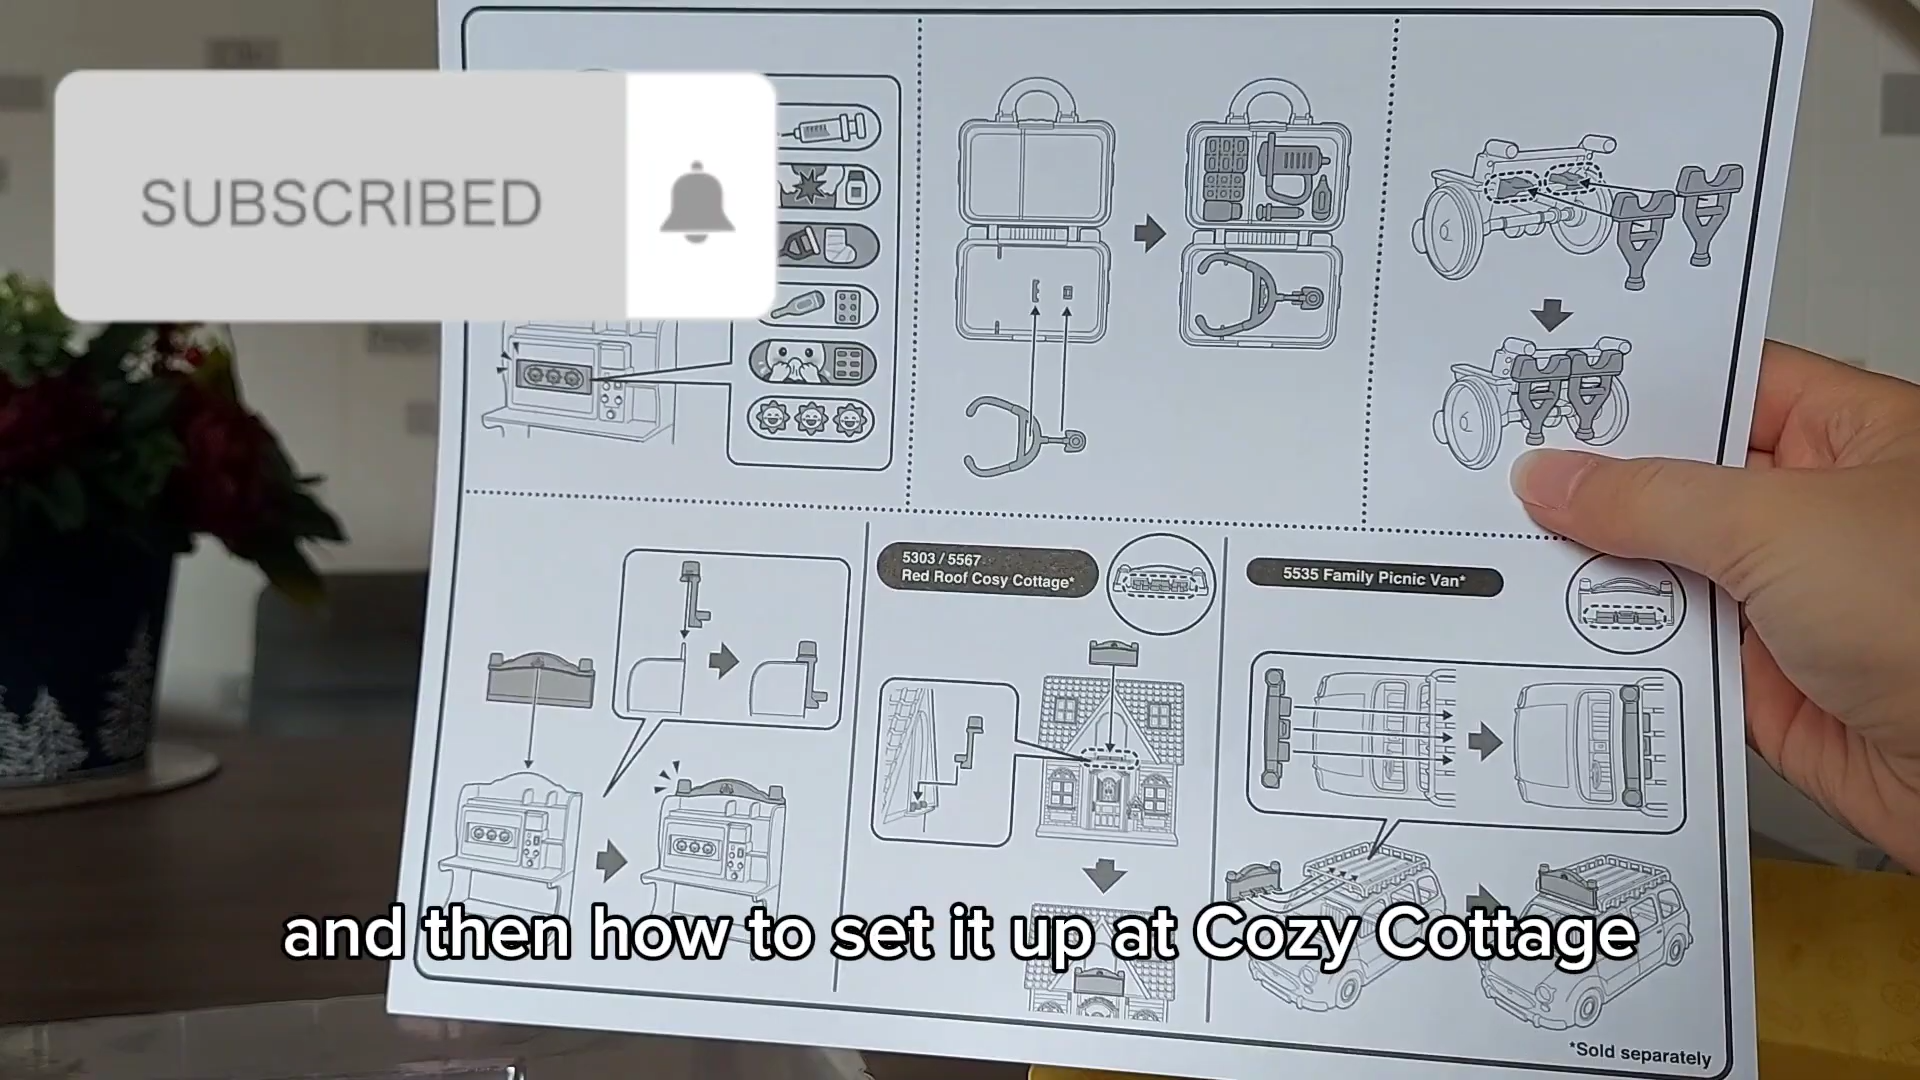 SUBSCRIBED
5303 / 5567
Red Roof Cosy Cottage*
5535 Family Picnic Van*
and then how to set it up at Cozy Cottage
*Sold separately